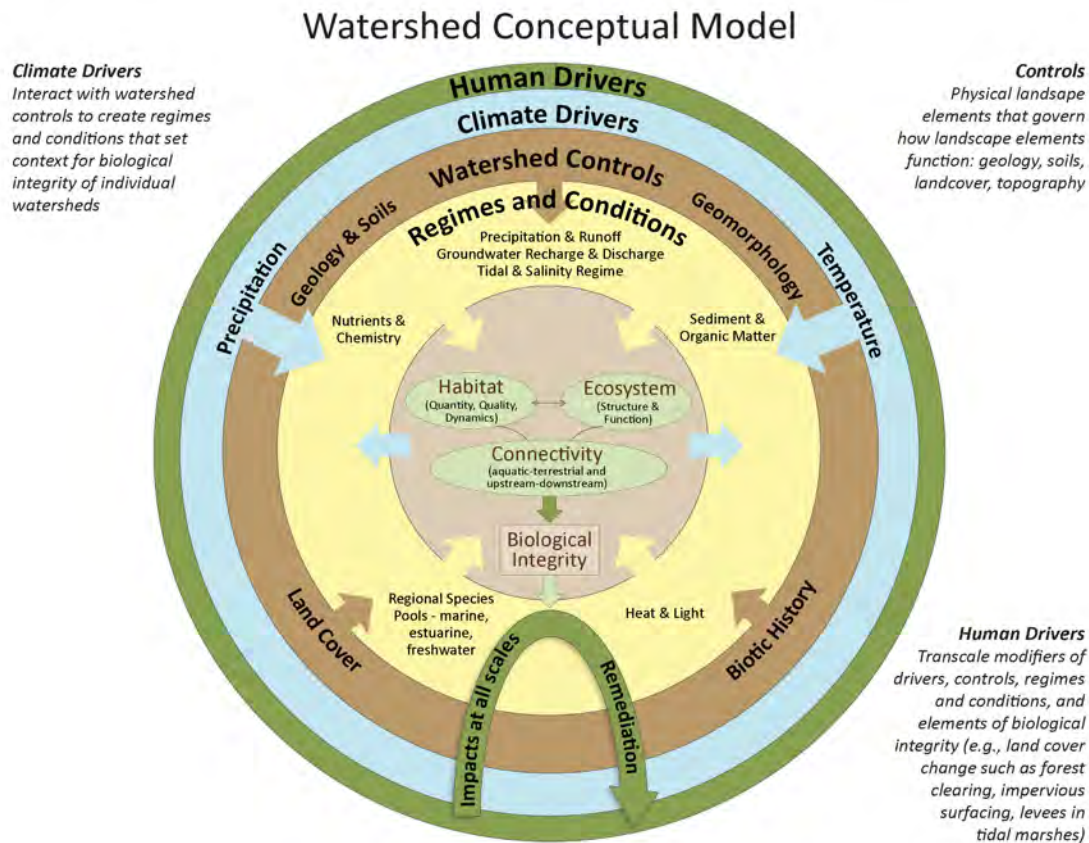 Watershed Conceptual Model
Climate Drivers
Interact with watershed
controls to create regimes
and conditions that set
context for biological
integrity of individual
watersheds
Controls
Physical landsape
elements that govern
how landscape elements
function: geology, soils,
landcover, topography
Human Drivers
Climate Drivers
Watershed Controls
Regimes and Conditions
Precipitation
Geology & Soils
Geomorphology
Temperature
Precipitation & Runoff
Groundwater Recharge & Discharge
Tidal & Salinity Regime
Nutrients &
Chemistry
Sediment &
Organic Matter
Habitat
(Quantity, Quality,
Dynamics)
Ecosystem
(Structure &
Function)
Connectivity
(aquatic-terrestrial and
upstream-downstream)
Biological
Integrity
Land Cover
Regional Species
Pools - marine,
estuarine,
freshwater
Heat & Light
Biotic History
Impacts at all scales
Remediation
Human Drivers
Transcale modifiers of
drivers, controls, regimes
and conditions, and
elements of biological
integrity (e.g., land cover
change such as forest
clearing, impervious
surfacing, levees in
tidal marshes)